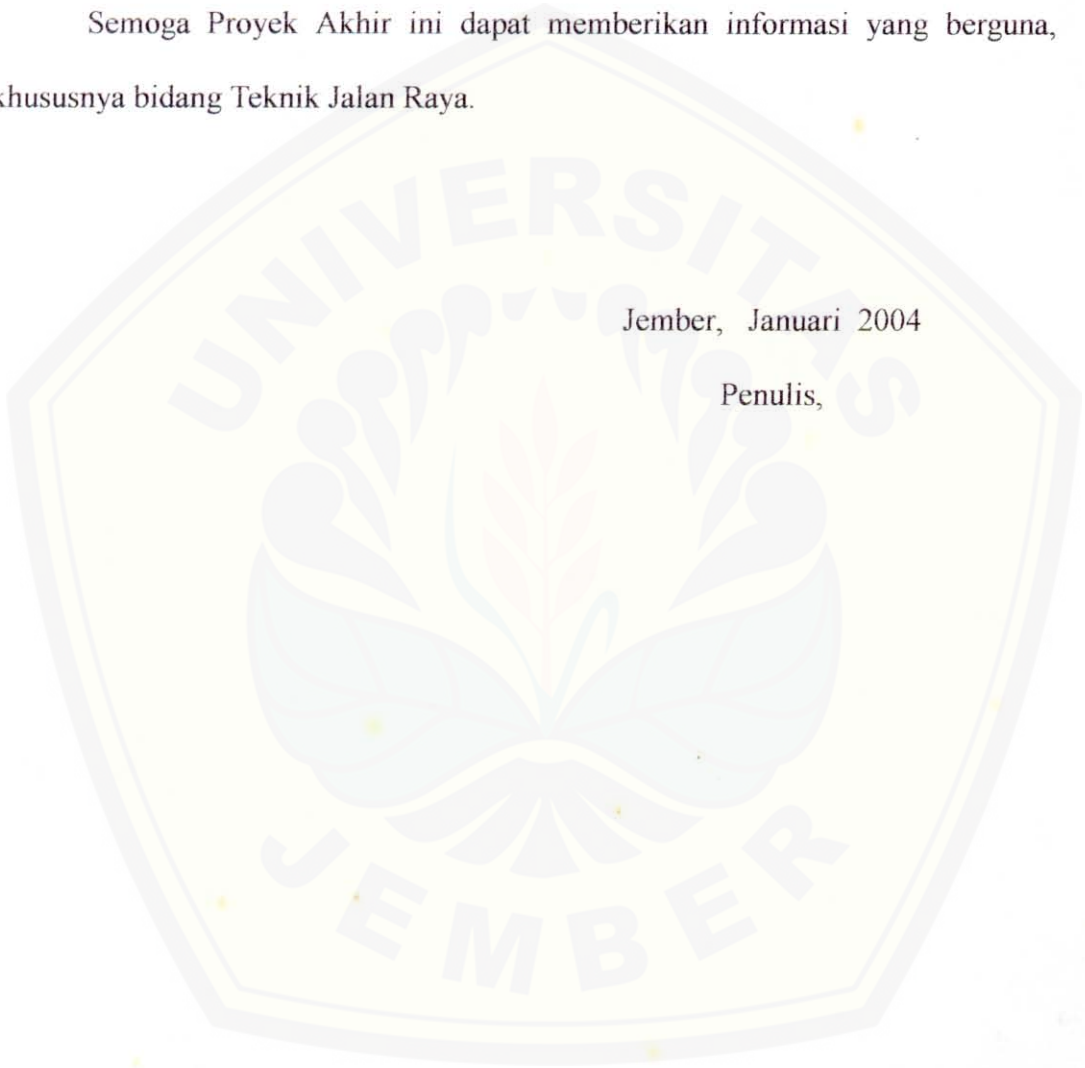 Semoga Proyek Akhir ini dapat memberikan informasi yang berguna,
khususnya bidang Teknik Jalan Raya.
Jember, Januari 2004
Penulis,
UNIVERSITAS
JEMBER